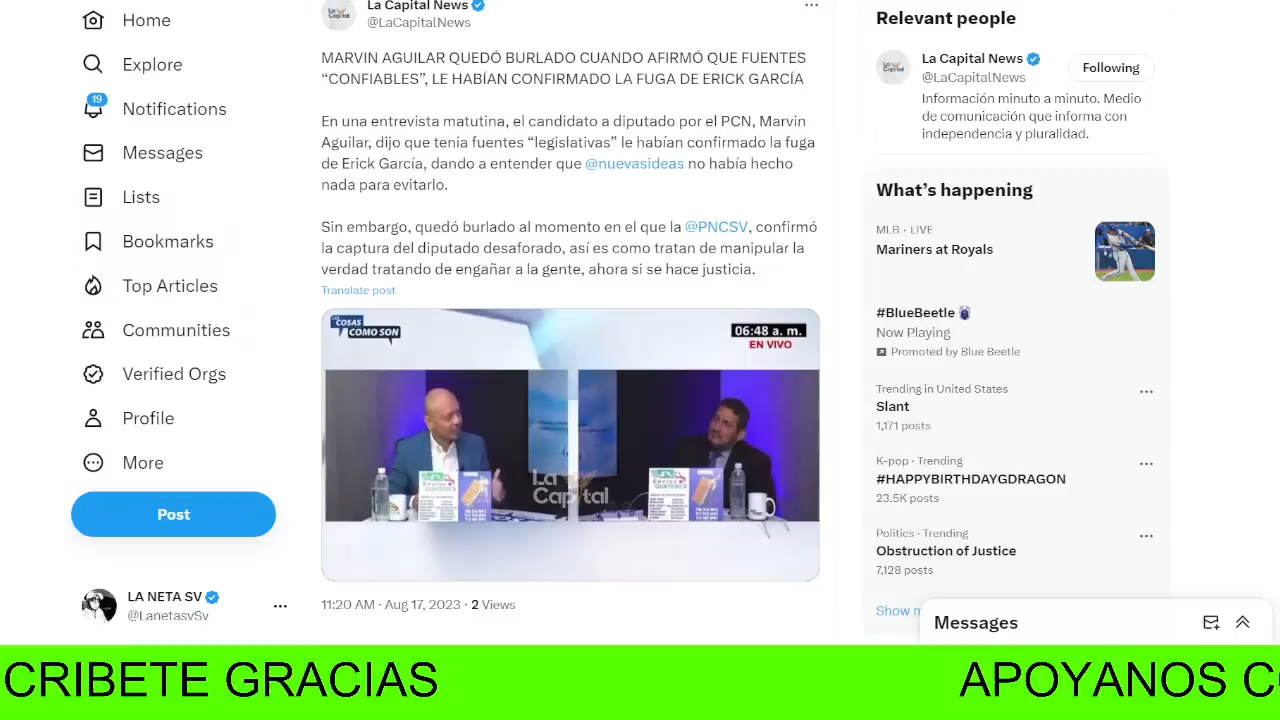 Home
Explore
19
Notifications
Messages
Lists
Bookmarks
Top Articles
Communities
Verified Orgs
Profile
More
Post
LA NETA SV
@LanetasvSv
La Capital News
@LaCapitalNews
MARVIN AGUILAR QUEDÓ BURLADO CUANDO AFIRMÓ QUE FUENTES
“CONFIABLES”, LE HABÍAN CONFIRMADO LA FUGA DE ERICK GARCÍA
En una entrevista matutina, el candidato a diputado por el PCN, Marvin
Aguilar, dijo que tenia fuentes “legislativas” le habían confirmado la fuga
de Erick García, dando a entender que @nuevasideas no había hecho
nada para evitarlo.
Sin embargo, quedó burlado al momento en el que la @PNCSV, confirmó
la captura del diputado desaforado, así es como tratan de manipular la
verdad tratando de engañar a la gente, ahora si se hace justicia.
Translate post
COSAS
COMO SON
06:48 a. m.
EN VIVO
La
Capital
11:20 AM · Aug 17, 2023 · 2 Views
Relevant people
La Capital News
Following
@LaCapitalNews
Información minuto a minuto. Medio
de comunicación que informa con
independencia y pluralidad.
What’s happening
MLB · LIVE
Mariners at Royals
#BlueBeetle
Now Playing
Promoted by Blue Beetle
Trending in United States
Slant
1,171 posts
K-pop · Trending
#HAPPYBIRTHDAYGDRAGON
23.5K posts
Politics · Trending
Obstruction of Justice
7,128 posts
Show m
Messages
CRIBETE GRACIAS
APOYANOS CO